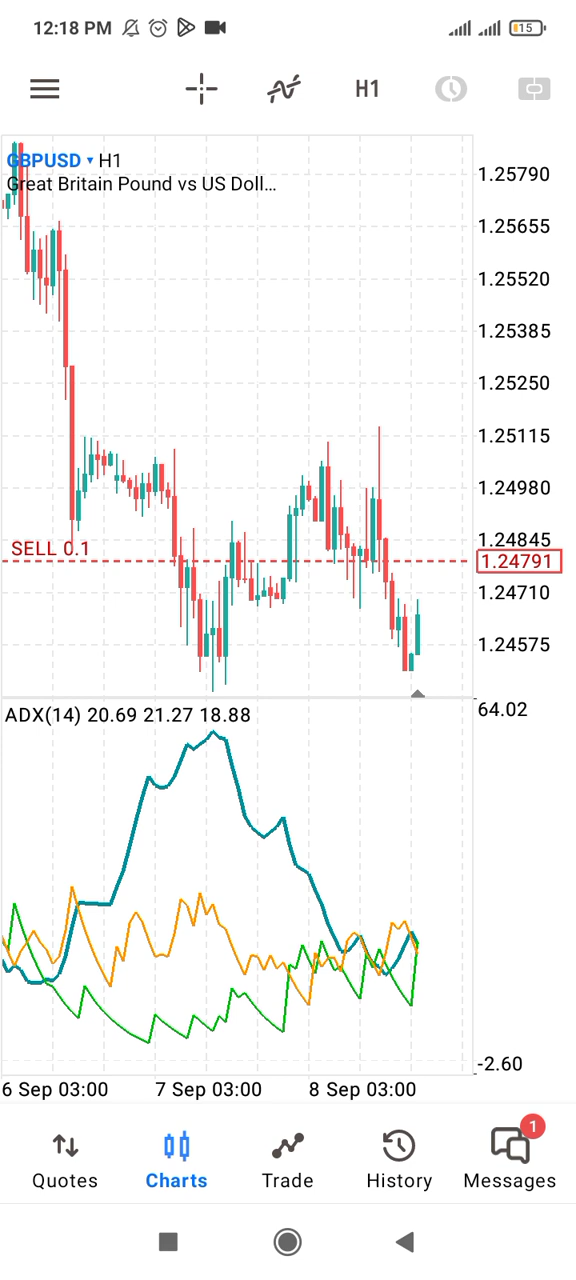 12:18 PM
15
H1
GBPUSD ▾ H1
Great Britain Pound vs US Doll...
1.25790
1.25655
1.25520
1.25385
1.25250
1.25115
1.24980
1.24845
SELL 0.1
1.24791
1.24710
1.24575
ADX(14) 20.69 21.27 18.88
64.02
-2.60
6 Sep 03:00
7 Sep 03:00
8 Sep 03:00
1
Quotes
Charts
Trade
History
Messages